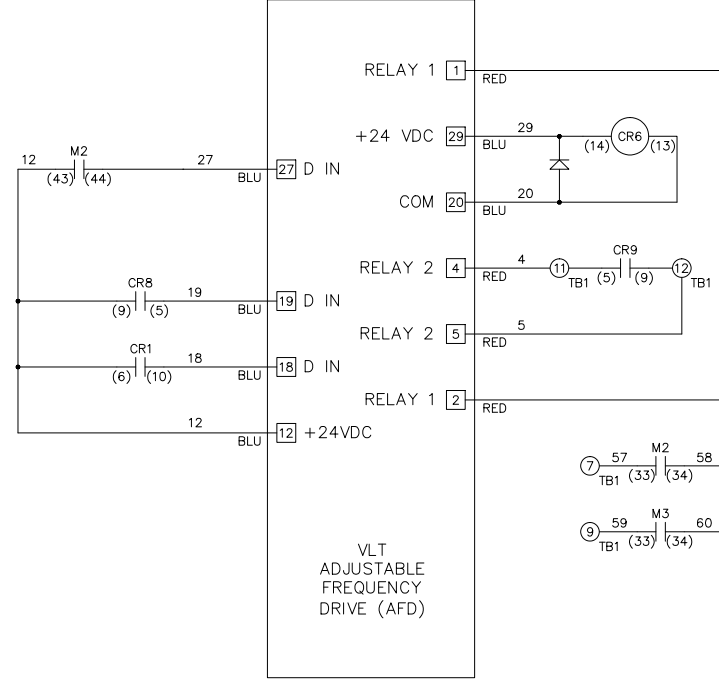 RELAY 1 1 RED
+24 VDC 29 29 BLU (14) CR6 (13)
12 M2 (43) (44) 27 BLU 27 D IN
COM 20 20 BLU
RELAY 2 4 4 RED 11 TB1 CR9 (5) (9) 12 TB1
CR8 (9) (5) 19 BLU 19 D IN
RELAY 2 5 5 RED
CR1 (6) (10) 18 BLU 18 D IN
RELAY 1 2 RED
12 BLU 12 +24VDC
7 TB1 57 M2 (33) (34) 58
9 TB1 59 M3 (33) (34) 60
VLT
ADJUSTABLE
FREQUENCY
DRIVE (AFD)